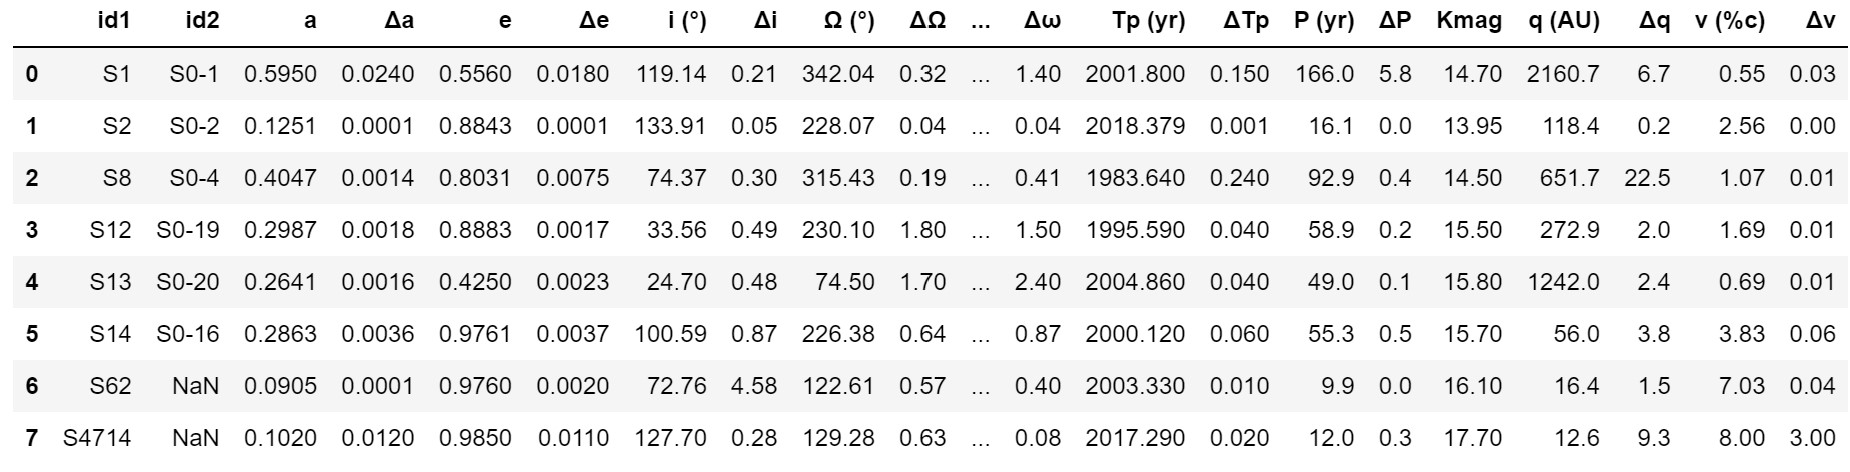 id1 id2 a Δa e Δe i (°) Δi Ω (°) ΔΩ ... Δω Tp (yr) ΔTp P (yr) ΔP Kmag q (AU) Δq v (%c) Δv
0 S1 S0-1 0.5950 0.0240 0.5560 0.0180 119.14 0.21 342.04 0.32 ... 1.40 2001.800 0.150 166.0 5.8 14.70 2160.7 6.7 0.55 0.03
1 S2 S0-2 0.1251 0.0001 0.8843 0.0001 133.91 0.05 228.07 0.04 ... 0.04 2018.379 0.001 16.1 0.0 13.95 118.4 0.2 2.56 0.00
2 S8 S0-4 0.4047 0.0014 0.8031 0.0075 74.37 0.30 315.43 0.19 ... 0.41 1983.640 0.240 92.9 0.4 14.50 651.7 22.5 1.07 0.01
3 S12 S0-19 0.2987 0.0018 0.8883 0.0017 33.56 0.49 230.10 1.80 ... 1.50 1995.590 0.040 58.9 0.2 15.50 272.9 2.0 1.69 0.01
4 S13 S0-20 0.2641 0.0016 0.4250 0.0023 24.70 0.48 74.50 1.70 ... 2.40 2004.860 0.040 49.0 0.1 15.80 1242.0 2.4 0.69 0.01
5 S14 S0-16 0.2863 0.0036 0.9761 0.0037 100.59 0.87 226.38 0.64 ... 0.87 2000.120 0.060 55.3 0.5 15.70 56.0 3.8 3.83 0.06
6 S62 NaN 0.0905 0.0001 0.9760 0.0020 72.76 4.58 122.61 0.57 ... 0.40 2003.330 0.010 9.9 0.0 16.10 16.4 1.5 7.03 0.04
7 S4714 NaN 0.1020 0.0120 0.9850 0.0110 127.70 0.28 129.28 0.63 ... 0.08 2017.290 0.020 12.0 0.3 17.70 12.6 9.3 8.00 3.00